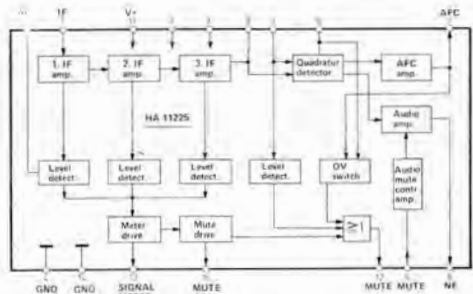 IF V+ AFC
1. IF
amp.
2. IF
amp.
3. IF
amp.
Quadratur
detector
AFC
amp.
Audio
amp.
HA 11225
Level
detect.
Level
detect.
Level
detect.
Level
detect.
OV
switch
Audio
mute
contr
amp.
Meter
drive
Mute
drive
≥1
GND GND SIGNAL MUTE MUTE MUTE NF